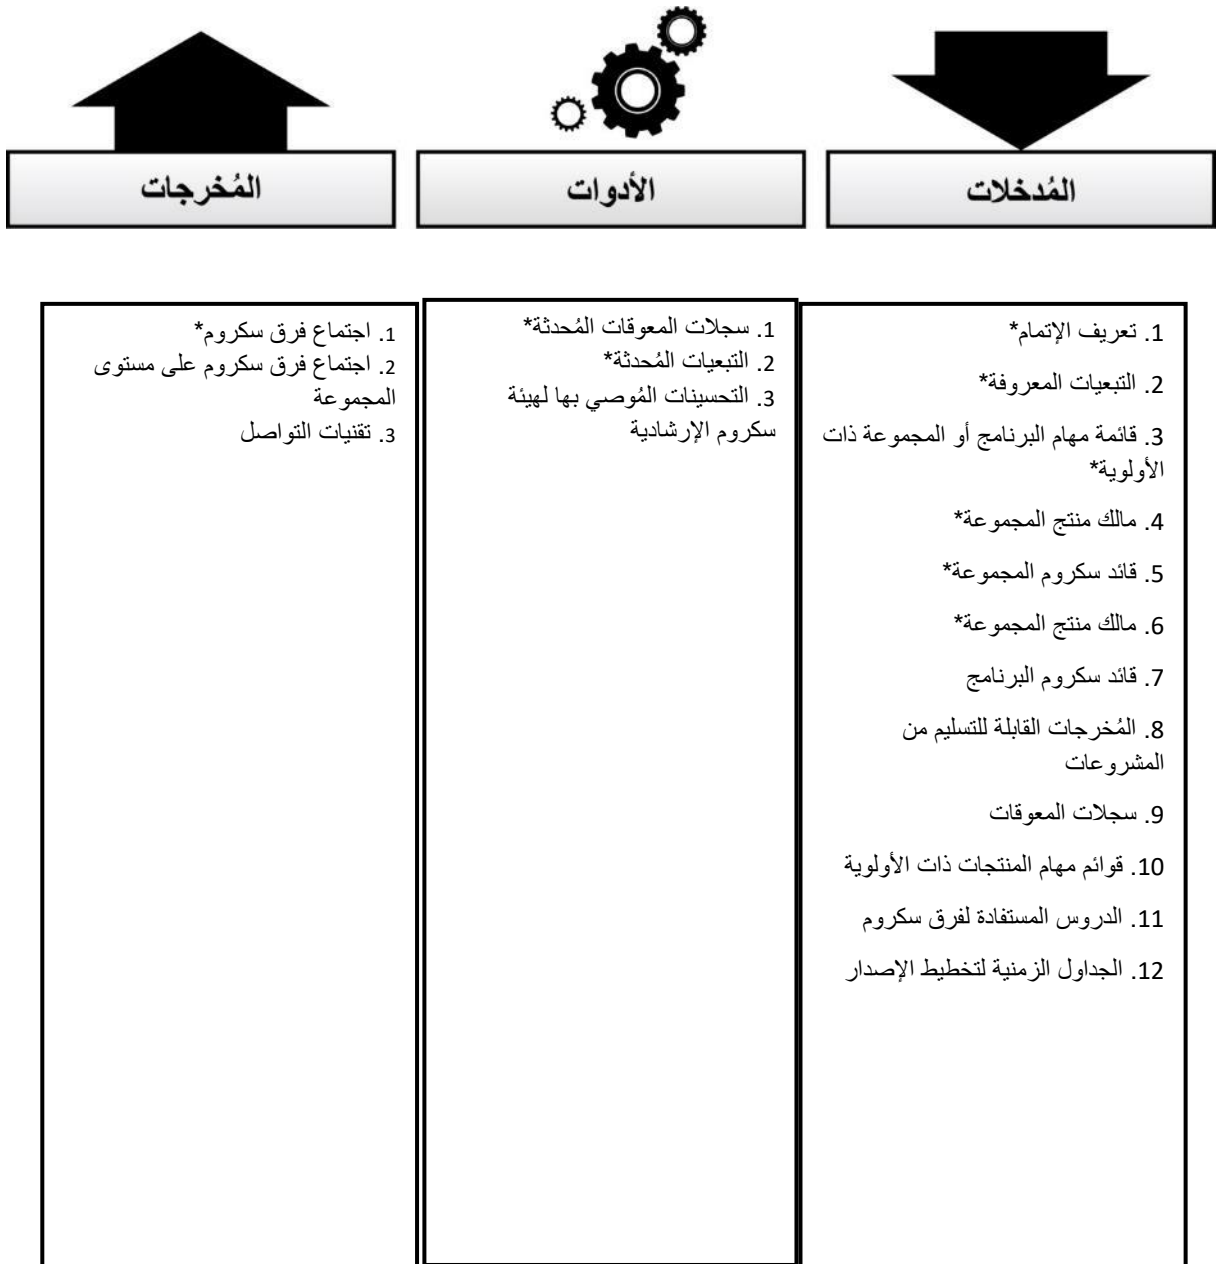 المُدخلات
الأدوات
المُخرجات
1. تعريف الإتمام*
2. التبعيات المعروفة*
3. قائمة مهام البرنامج أو المجموعة ذات
الأولوية*
4. مالك منتج المجموعة*
5. قائد سكروم المجموعة*
6. مالك منتج المجموعة*
7. قائد سكروم البرنامج
8. المُخرجات القابلة للتسليم من
المشروعات
9. سجلات المعوقات
10. قوائم مهام المنتجات ذات الأولوية
11. الدروس المستفادة لفرق سكروم
12. الجداول الزمنية لتخطيط الإصدار
1. سجلات المعوقات المُحدثة*
2. التبعيات المُحدثة*
3. التحسينات المُوصي بها لهيئة
سكروم الإرشادية
1. اجتماع فرق سكروم*
2. اجتماع فرق سكروم على مستوى
المجموعة
3. تقنيات التواصل